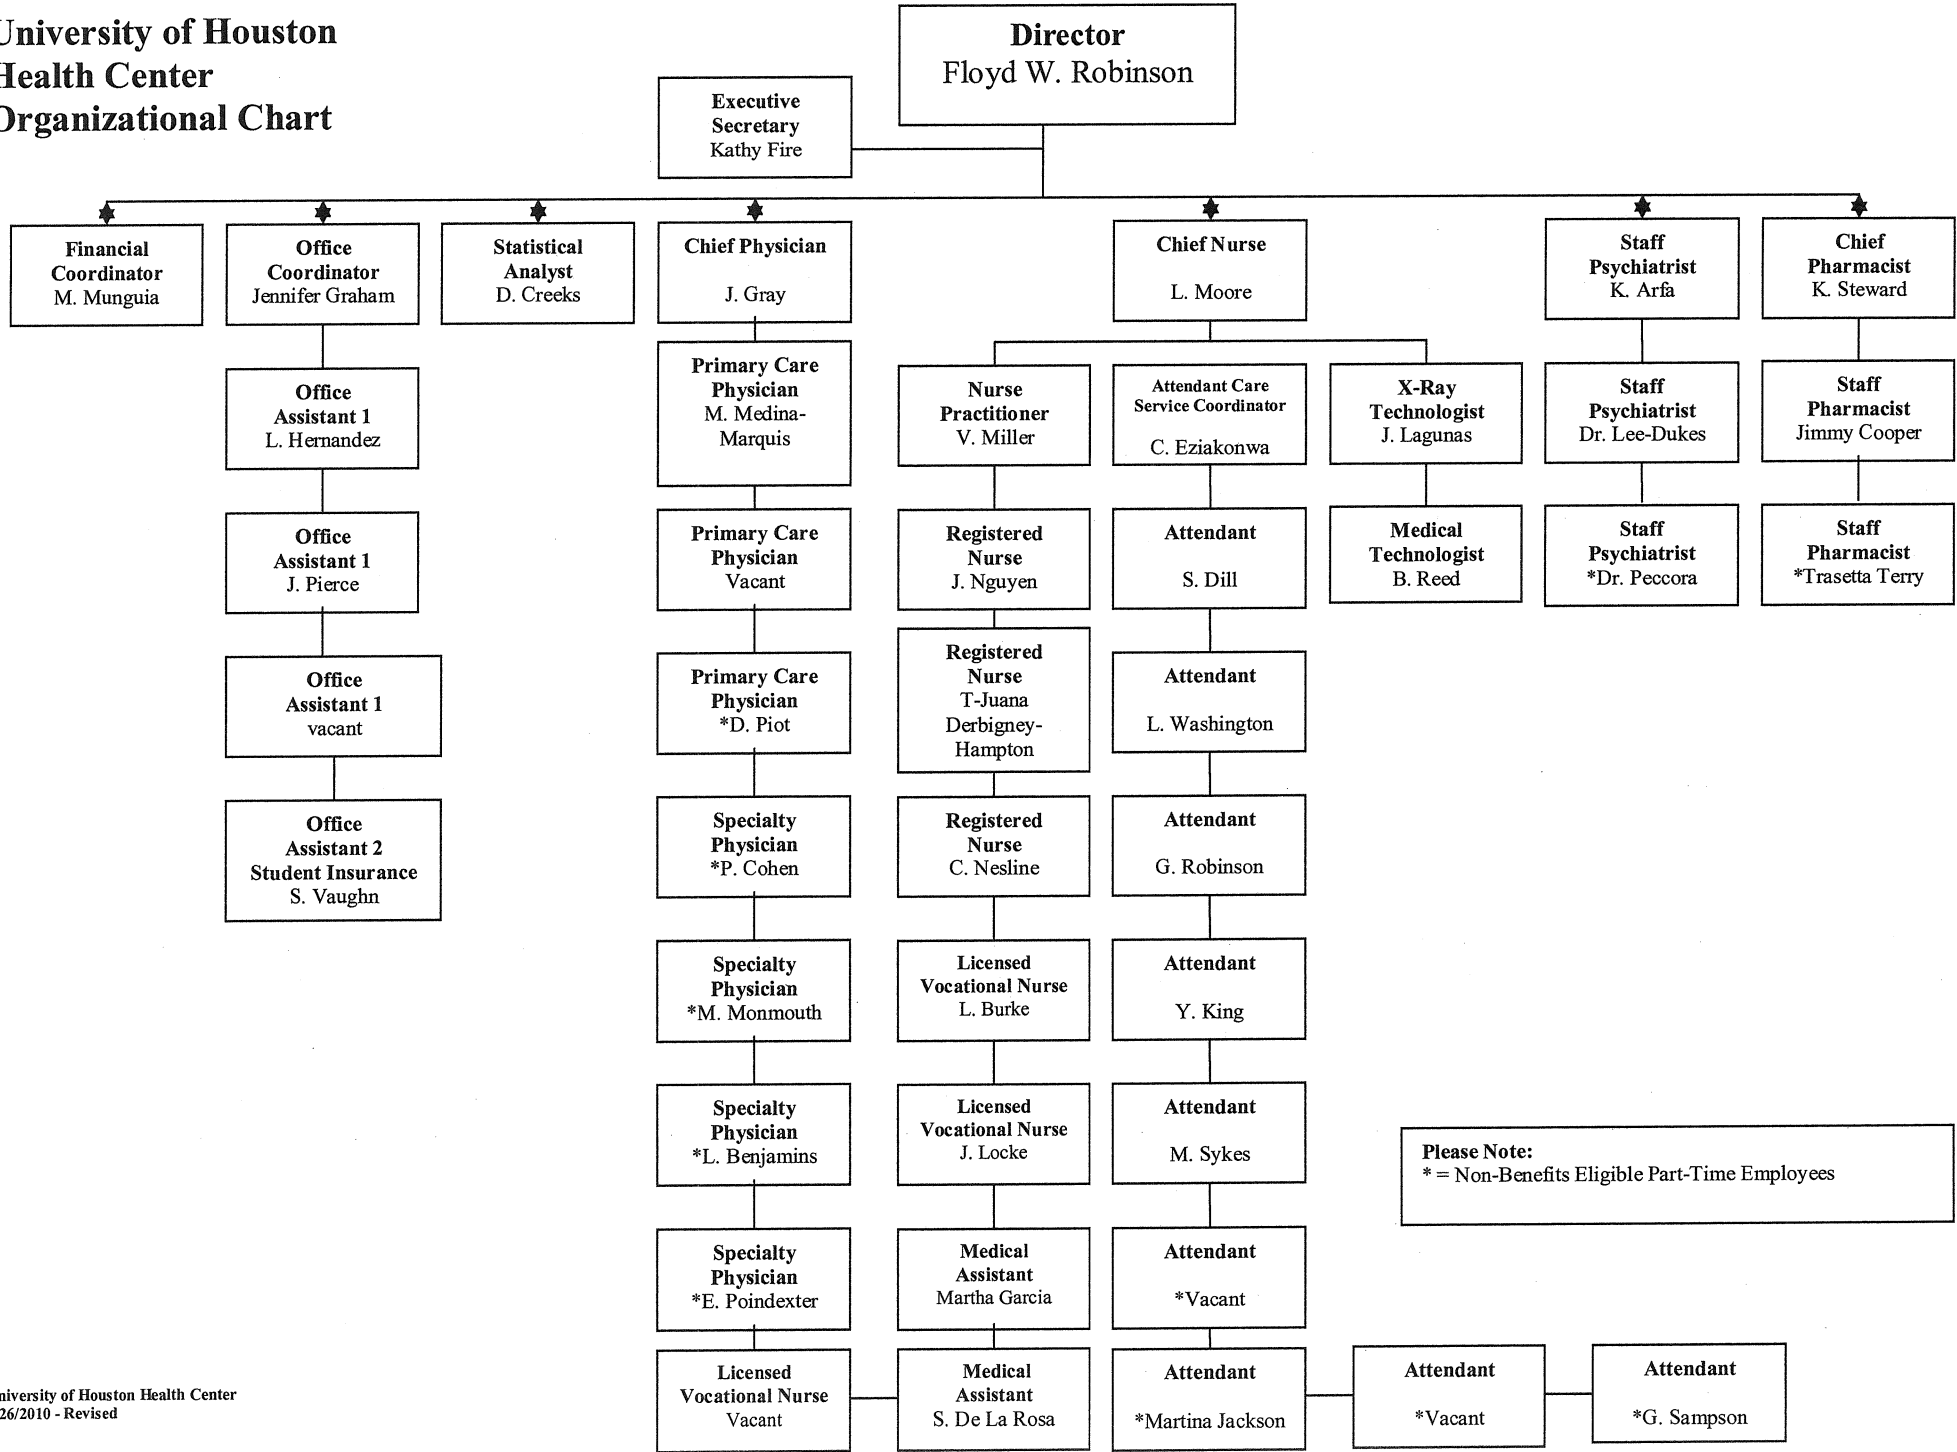 University of Houston
Health Center
Organizational Chart
Director
Floyd W. Robinson
Executive
Secretary
Kathy Fire
Financial
Coordinator
M. Munguia
Office
Coordinator
Jennifer Graham
Statistical
Analyst
D. Creeks
Chief Physician
J. Gray
Chief Nurse
L. Moore
Staff
Psychiatrist
K. Arfa
Chief
Pharmacist
K. Steward
Office
Assistant 1
L. Hernandez
Office
Assistant 1
J. Pierce
Office
Assistant 1
vacant
Office
Assistant 2
Student Insurance
S. Vaughn
Primary Care
Physician
M. Medina-
Marquis
Primary Care
Physician
Vacant
Primary Care
Physician
*D. Piot
Specialty
Physician
*P. Cohen
Specialty
Physician
*M. Monmouth
Specialty
Physician
*L. Benjamins
Specialty
Physician
*E. Poindexter
Licensed
Vocational Nurse
Vacant
Nurse
Practitioner
V. Miller
Registered
Nurse
J. Nguyen
Registered
Nurse
T-Juana
Derbigney-
Hampton
Registered
Nurse
C. Nesline
Licensed
Vocational Nurse
L. Burke
Licensed
Vocational Nurse
J. Locke
Medical
Assistant
Martha Garcia
Medical
Assistant
S. De La Rosa
Attendant Care
Service Coordinator
C. Eziakonwa
Attendant
S. Dill
Attendant
L. Washington
Attendant
G. Robinson
Attendant
Y. King
Attendant
M. Sykes
Attendant
*Vacant
Attendant
*Martina Jackson
Attendant
*Vacant
Attendant
*G. Sampson
X-Ray
Technologist
J. Lagunas
Medical
Technologist
B. Reed
Staff
Psychiatrist
Dr. Lee-Dukes
Staff
Psychiatrist
*Dr. Peccora
Staff
Pharmacist
Jimmy Cooper
Staff
Pharmacist
*Trasetta Terry
Please Note:
* = Non-Benefits Eligible Part-Time Employees
niversity of Houston Health Center
26/2010 - Revised